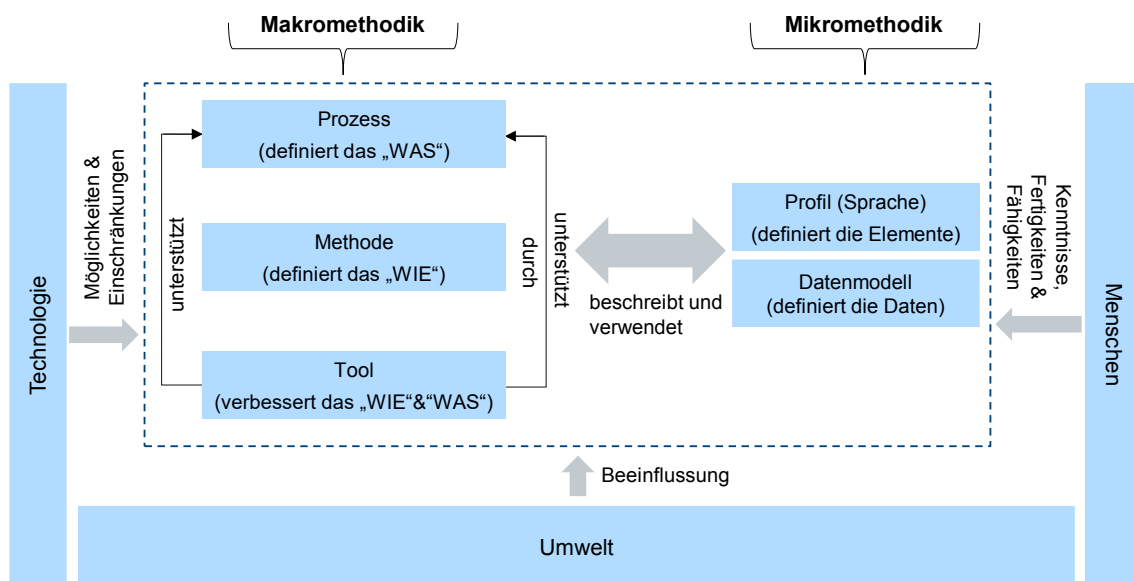 Makromethodik
Mikromethodik
Technologie
Möglichkeiten &
Einschränkungen
unterstützt
Prozess
(definiert das „WAS“)
Methode
(definiert das „WIE“)
Tool
(verbessert das „WIE“&“WAS“)
unterstützt
durch
beschreibt und
verwendet
Profil (Sprache)
(definiert die Elemente)
Datenmodell
(definiert die Daten)
Kenntnisse,
Fertigkeiten &
Fähigkeiten
Menschen
Beeinflussung
Umwelt